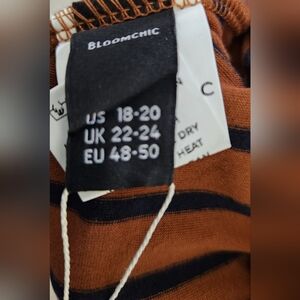 BLOOMCHIC
C
US 18-20
UK 22-24
EU 48-50
DRY
HEAT